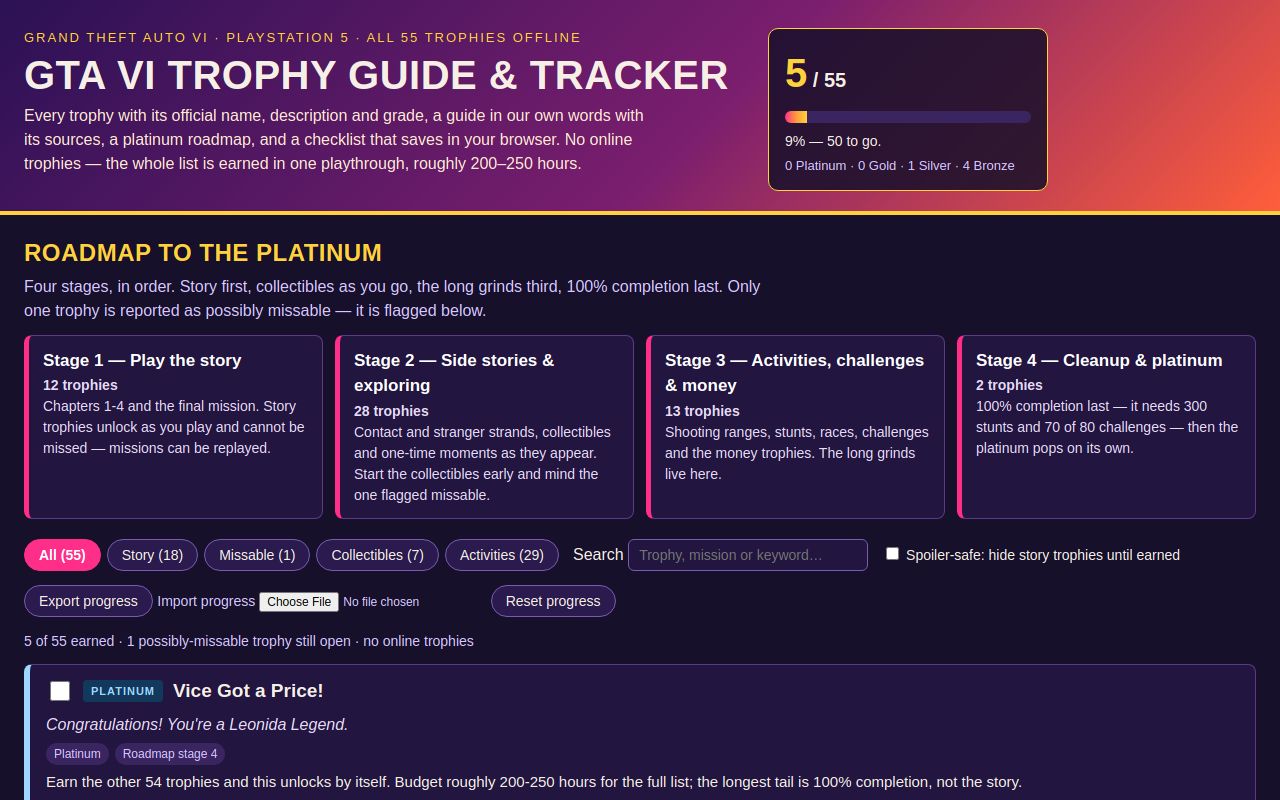 GRAND THEFT AUTO VI · PLAYSTATION 5 · ALL 55 TROPHIES OFFLINE
GTA VI TROPHY GUIDE & TRACKER
Every trophy with its official name, description and grade, a guide in our own words with
its sources, a platinum roadmap, and a checklist that saves in your browser. No online
trophies — the whole list is earned in one playthrough, roughly 200–250 hours.
5 / 55
9% — 50 to go.
0 Platinum · 0 Gold · 1 Silver · 4 Bronze
ROADMAP TO THE PLATINUM
Four stages, in order. Story first, collectibles as you go, the long grinds third, 100% completion last. Only
one trophy is reported as possibly missable — it is flagged below.
Stage 1 — Play the story
12 trophies
Chapters 1-4 and the final mission. Story
trophies unlock as you play and cannot be
missed — missions can be replayed.
Stage 2 — Side stories &
exploring
28 trophies
Contact and stranger strands, collectibles
and one-time moments as they appear.
Start the collectibles early and mind the
one flagged missable.
Stage 3 — Activities, challenges
& money
13 trophies
Shooting ranges, stunts, races, challenges
and the money trophies. The long grinds
live here.
Stage 4 — Cleanup & platinum
2 trophies
100% completion last — it needs 300
stunts and 70 of 80 challenges — then the
platinum pops on its own.
All (55) Story (18) Missable (1) Collectibles (7) Activities (29) Search Trophy, mission or keyword… Spoiler-safe: hide story trophies until earned
Export progress Import progress Choose File No file chosen Reset progress
5 of 55 earned · 1 possibly-missable trophy still open · no online trophies
PLATINUM Vice Got a Price!
Congratulations! You're a Leonida Legend.
Platinum Roadmap stage 4
Earn the other 54 trophies and this unlocks by itself. Budget roughly 200-250 hours for the full list; the longest tail is 100% completion, not the story.